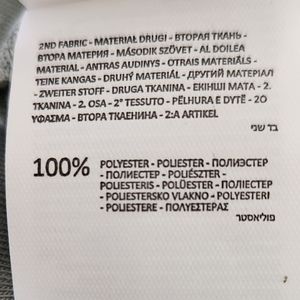 2ND FABRIC - MATERIAŁ DRUGI - ВТОРАЯ ТКАНЬ -
ВТОРА МАТЕРИЯ - MÁSODIK SZÖVET - AL DOILEA
MATERIAL - ANTRAS AUDINYS - OTRAIS MATERIĀLS -
TEINE KANGAS - DRUHÝ MATERIÁL - ДРУГИЙ МАТЕРІАЛ
- ZWEITER STOFF - DRUGA TKANINA - ЕКІНШІ МАТА - 2.
TKANINA - 2. OSA - 2° TESSUTO - PËLHURA E DYTË - 2Ο
ΥΦΑΣΜΑ - ВТОРА ТКАЕНИНА - 2:A ARTIKEL
בד שני
100% POLYESTER - POLIESTER - ПОЛИЭСТЕР
- ПОЛИЕСТЕР - POLIÉSZTER -
POLIESTERIS - POLÜESTER - ПОЛІЕСТЕР
- POLIESTERSKO VLAKNO - POLYESTERI
- POLIESTERE - ΠΟΛΥΕΣΤΕΡΑΣ
פוליאסטר